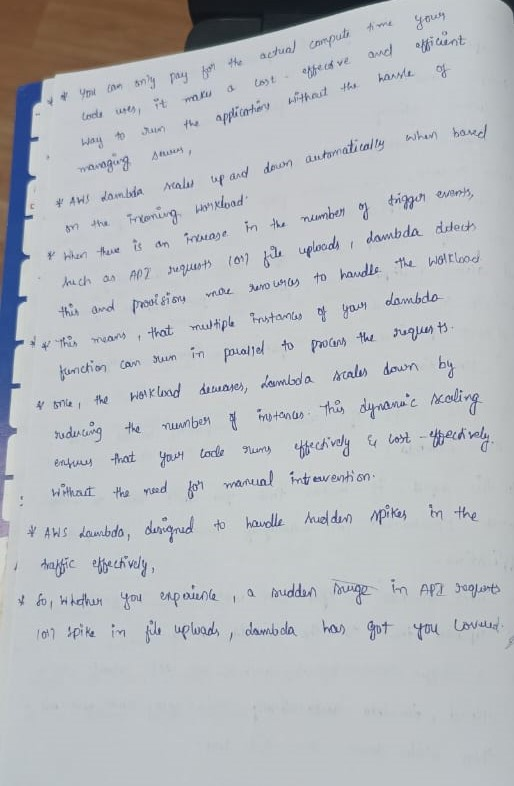 * * You can only pay for the actual compute time your
code uses, it makes a cost-effective and efficient
way to run the applications without the hassle of
managing servers,
* AWS Lambda scales up and down automatically when based
on the incoming workload.
* When there is an increase in the number of trigger events,
such as API requests (or) file uploads, Lambda detects
this and provisions more resources to handle the workload
* * This means, that multiple instances of your Lambda
function can run in parallel to process the requests.
* once, the workload decreases, Lambda scales down by
reducing the number of instances. This dynamic scaling
ensures that your code runs effectively & cost-effectively.
without the need for manual intervention.
* AWS Lambda, designed to handle sudden spikes in the
traffic effectively,
* So, whether you experience, a sudden surge in API requests
(or) spike in file uploads, Lambda has got you covered.